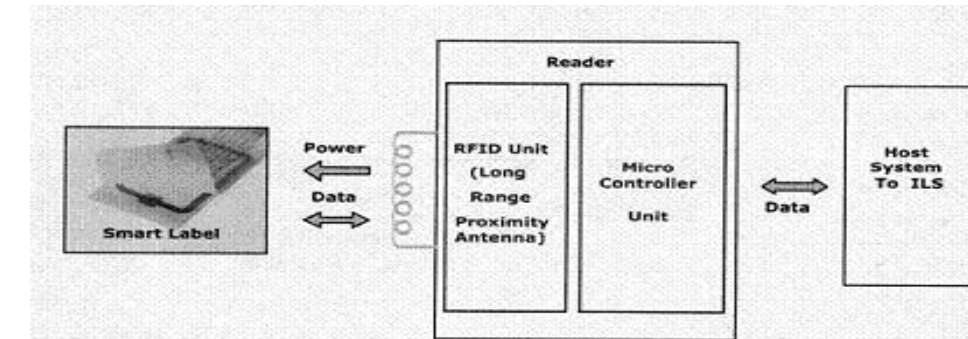 Reader
Power
Data
Smart Label
RFID Unit
(Long
Range
Proximity
Antenna)
Micro
Controller
Unit
Data
Host
System
To ILS